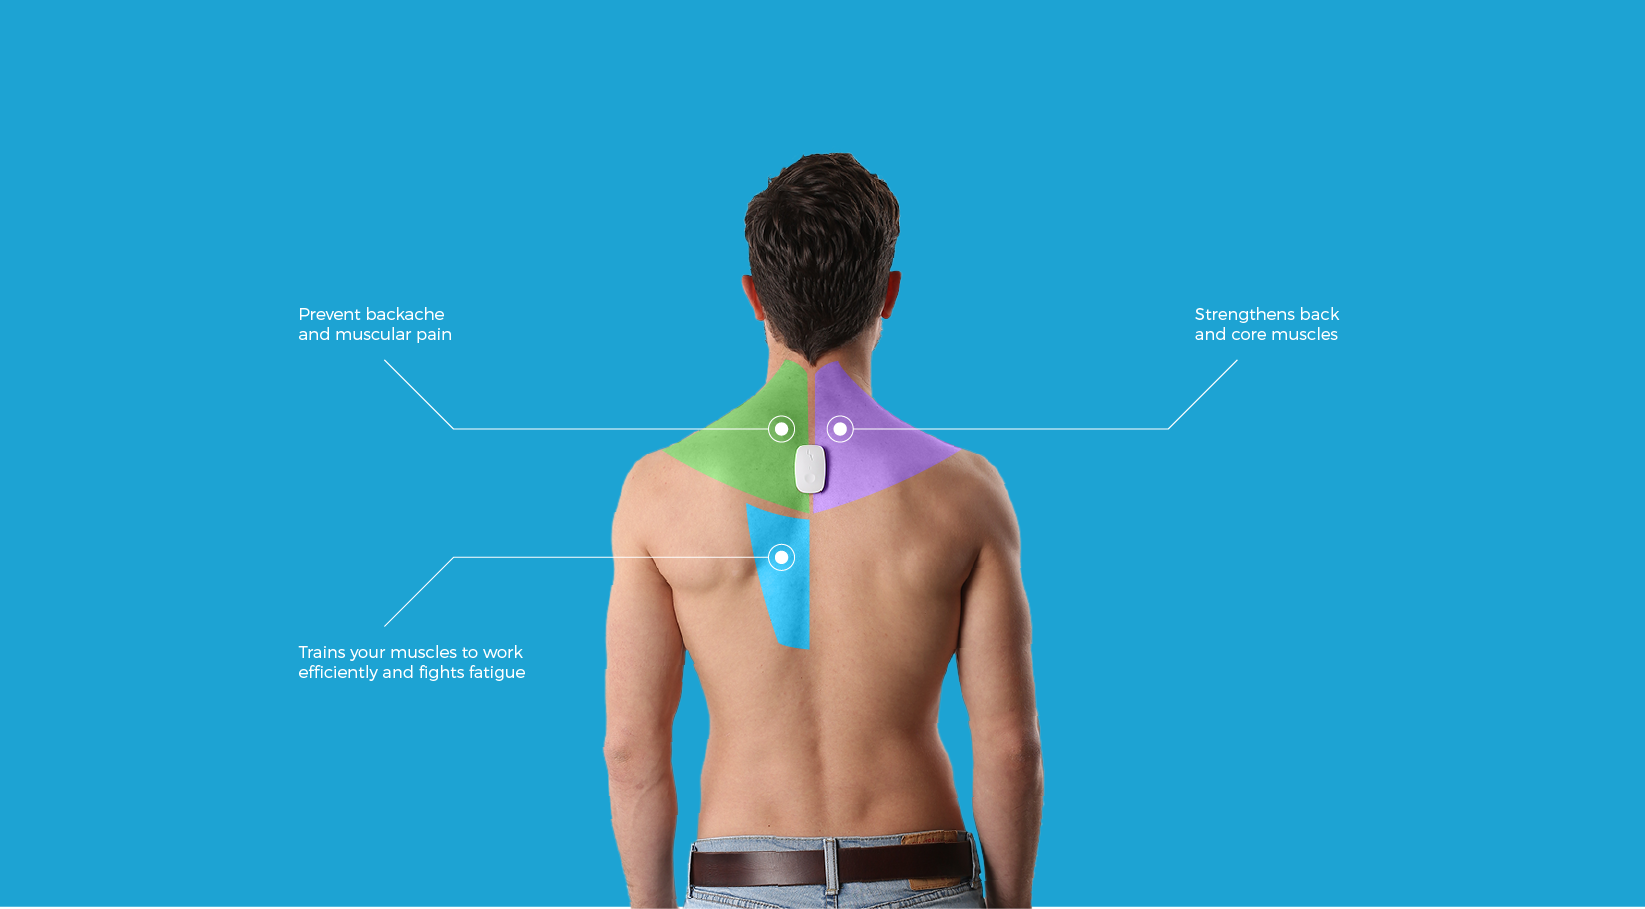 Prevent backache
and muscular pain
Strengthens back
and core muscles
Trains your muscles to work
efficiently and fights fatigue